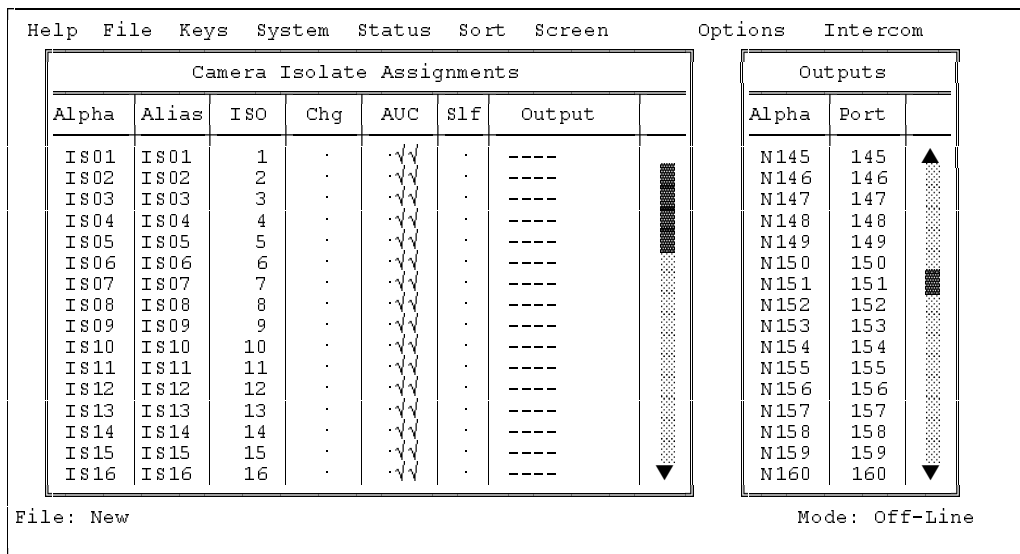 Help File Keys System Status Sort Screen Options Intercom
Camera Isolate Assignments Outputs
Alpha Alias ISO Chg AUC Slf Output Alpha Port
IS01 IS01 1 · ·√√ · ---- N145 145
IS02 IS02 2 · ·√√ · ---- N146 146
IS03 IS03 3 · ·√√ · ---- N147 147
IS04 IS04 4 · ·√√ · ---- N148 148
IS05 IS05 5 · ·√√ · ---- N149 149
IS06 IS06 6 · ·√√ · ---- N150 150
IS07 IS07 7 · ·√√ · ---- N151 151
IS08 IS08 8 · ·√√ · ---- N152 152
IS09 IS09 9 · ·√√ · ---- N153 153
IS10 IS10 10 · ·√√ · ---- N154 154
IS11 IS11 11 · ·√√ · ---- N155 155
IS12 IS12 12 · ·√√ · ---- N156 156
IS13 IS13 13 · ·√√ · ---- N157 157
IS14 IS14 14 · ·√√ · ---- N158 158
IS15 IS15 15 · ·√√ · ---- N159 159
IS16 IS16 16 · ·√√ · ---- N160 160
File: New Mode: Off-Line